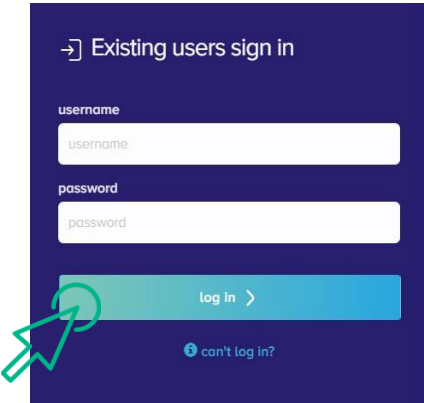 Existing users sign in
username
username
password
password
log in
can't log in?